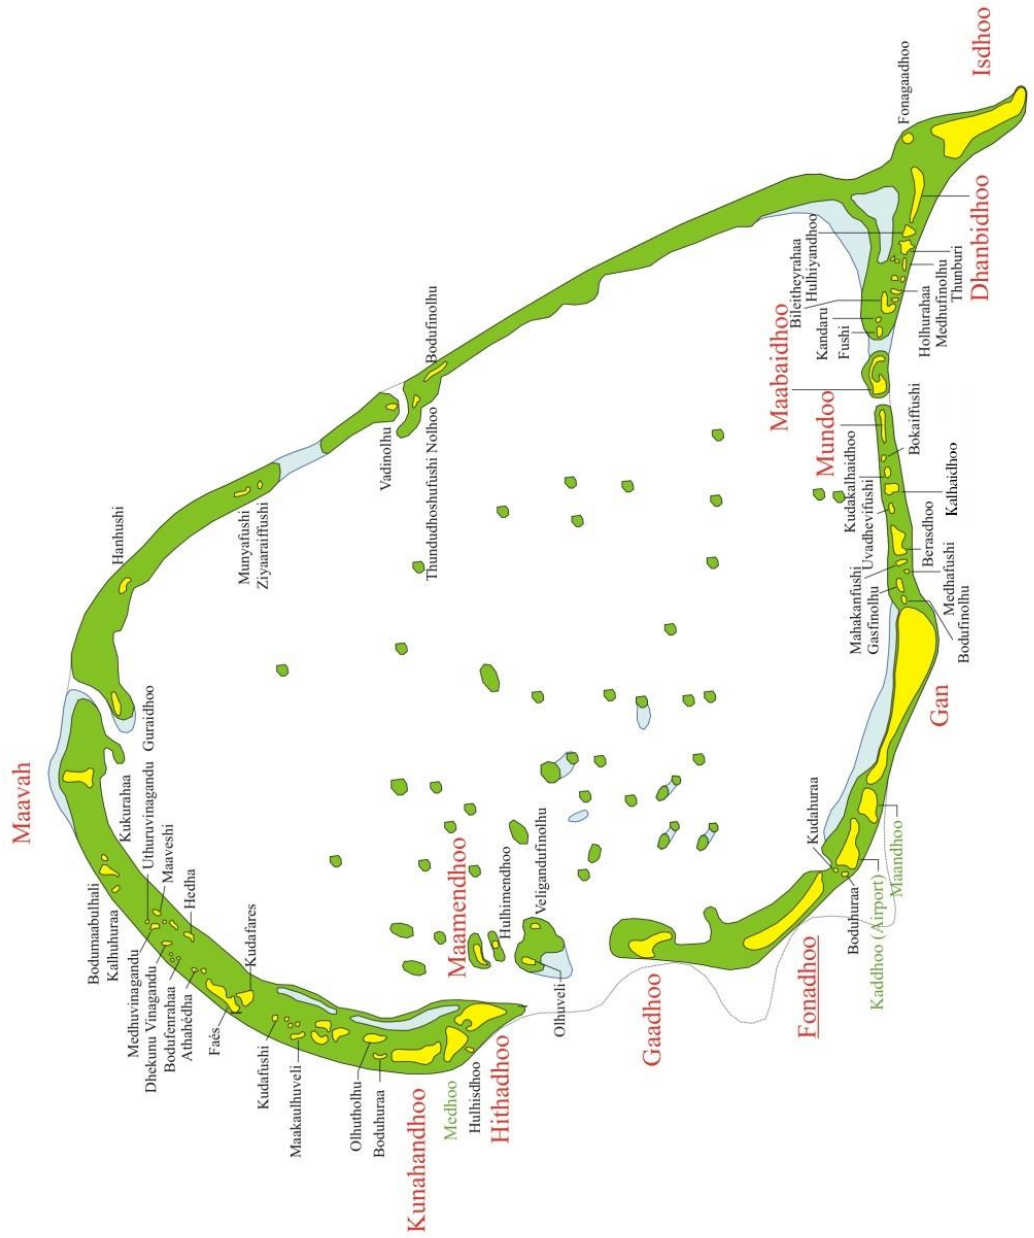 Isdhoo
Fonagaadhoo
Dhanbidhoo
Bileitheyrahaa
Hulhiyandhoo
Kandaru
Fushi
Holhurahaa
Medhufinolhu
Thunburi
Maabaidhoo
Mundoo
Bokaiffushi
Kudakalhaidhoo
Uvadhevifushi
Kalhaidhoo
Berasdhoo
Mahakanfushi
Gasfinolhu
Medhafushi
Bodufinolhu
Gan
Maandhoo
Kaddhoo (Airport)
Kudahuraa
Boduhuraa
Fonadhoo
Gaadhoo
Bodufinolhu
Vadinolhu
Thundudhoshufushi Nolhoo
Munyafushi
Ziyaaraiffushi
Hanhushi
Guraidhoo
Maavah
Kukurahaa
Uthuruvinagandu
Maaveshi
Hedha
Bodumaabulhali
Kalhuhuraa
Medhuvinagandu
Dhekunu Vinagandu
Bodufenrahaa
Athahédha
Faés
Kudafares
Kudafushi
Maakaulhuveli
Olhutholhu
Boduhuraa
Kunahandhoo
Medhoo
Hulhisdhoo
Hithadhoo
Maamendhoo
Hulhimendhoo
Veligandufinolhu
Olhuveli